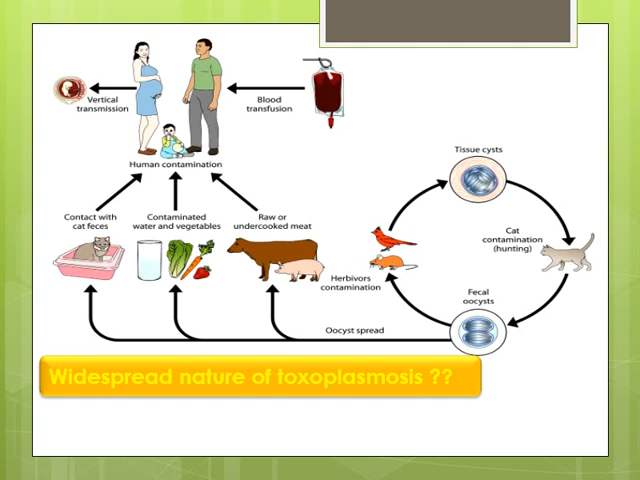 Vertical
transmission
Blood
transfusion
Human contamination
Tissue cysts
Contact with
cat feces
Contaminated
water and vegetables
Raw or
undercooked meat
Cat
contamination
(hunting)
Herbivors
contamination
Fecal
oocysts
Oocyst spread
Widespread nature of toxoplasmosis ??